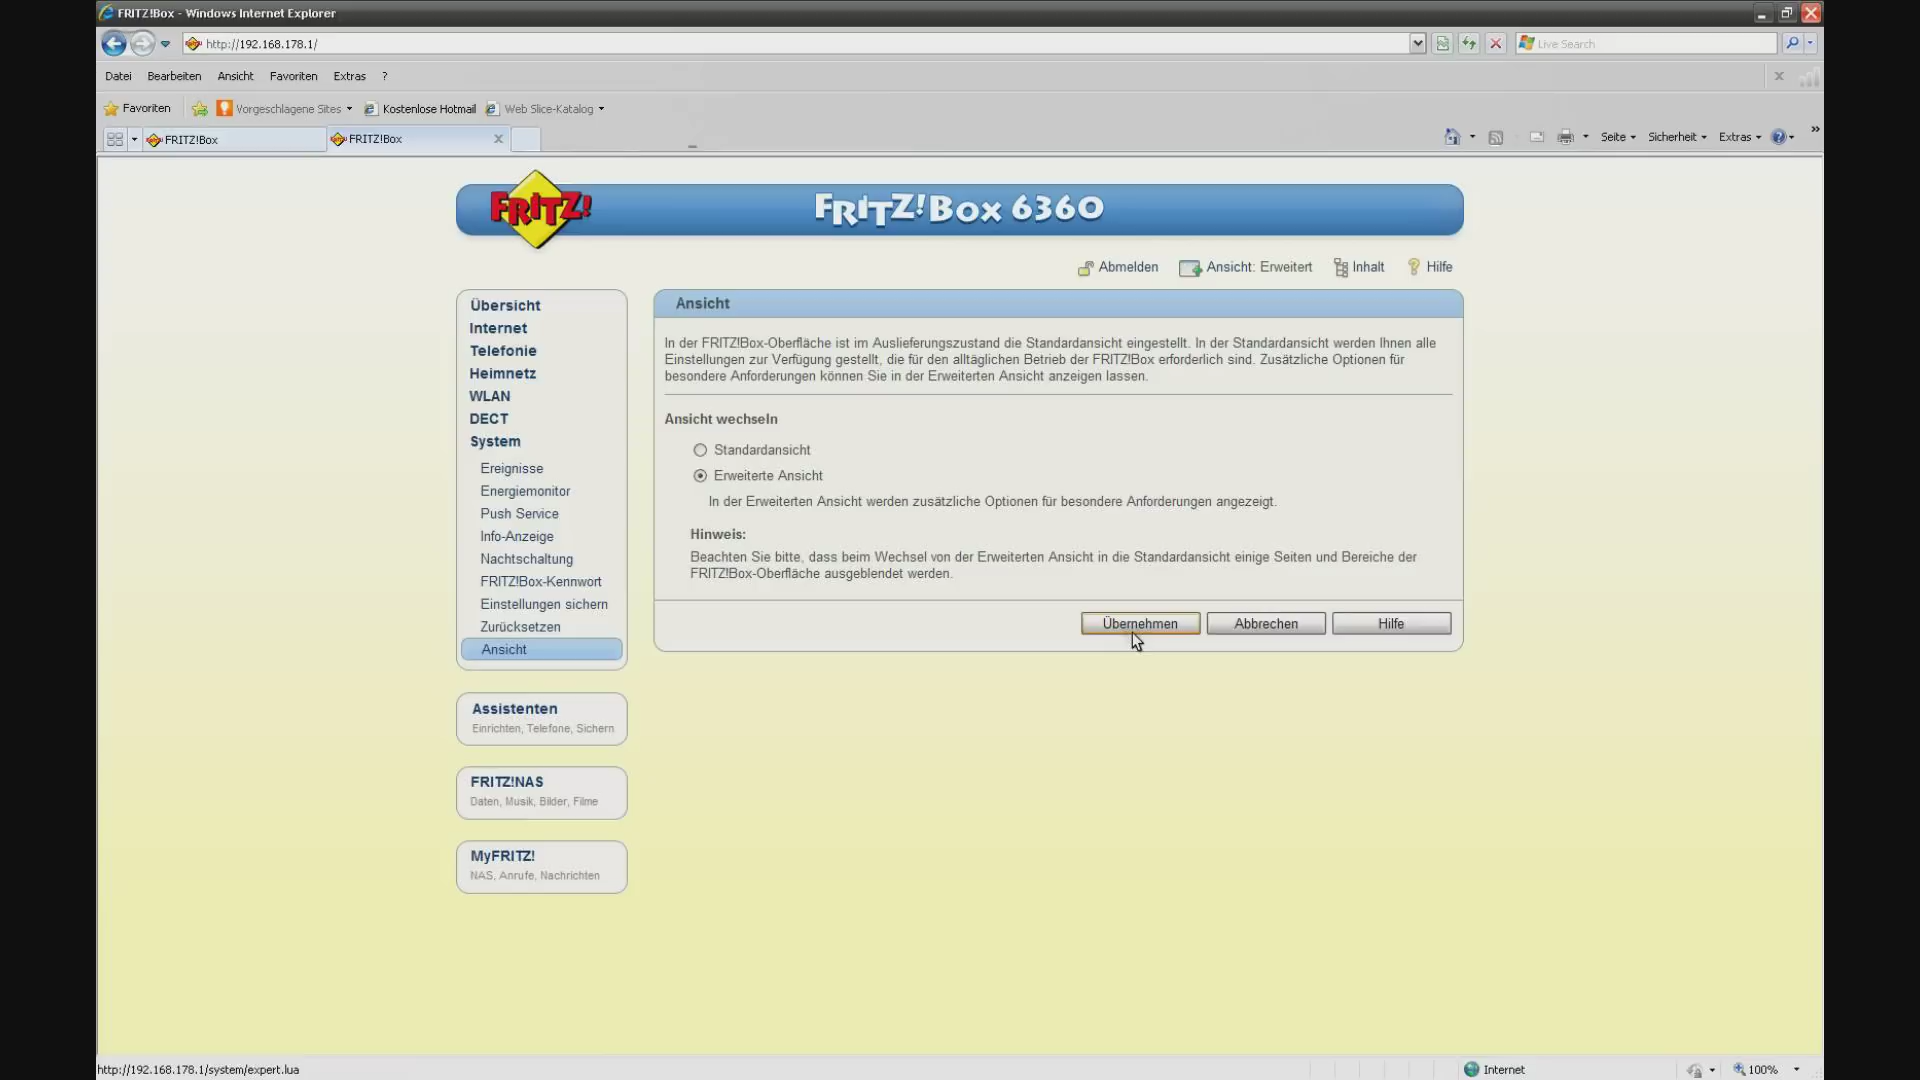 FRITZ!Box - Windows Internet Explorer
http://192.168.178.1/
Live Search
Datei Bearbeiten Ansicht Favoriten Extras ?
Favoriten Vorgeschlagene Sites Kostenlose Hotmail Web Slice-Katalog
FRITZ!Box FRITZ!Box Seite Sicherheit Extras
FRITZ! FRITZ!Box 6360
Abmelden Ansicht: Erweitert Inhalt Hilfe
Übersicht
Internet
Telefonie
Heimnetz
WLAN
DECT
System
Ereignisse
Energiemonitor
Push Service
Info-Anzeige
Nachtschaltung
FRITZ!Box-Kennwort
Einstellungen sichern
Zurücksetzen
Ansicht
Assistenten
Einrichten, Telefone, Sichern
FRITZ!NAS
Daten, Musik, Bilder, Filme
MyFRITZ!
NAS, Anrufe, Nachrichten
Ansicht
In der FRITZ!Box-Oberfläche ist im Auslieferungszustand die Standardansicht eingestellt. In der Standardansicht werden Ihnen alle
Einstellungen zur Verfügung gestellt, die für den alltäglichen Betrieb der FRITZ!Box erforderlich sind. Zusätzliche Optionen für
besondere Anforderungen können Sie in der Erweiterten Ansicht anzeigen lassen.
Ansicht wechseln
Standardansicht
Erweiterte Ansicht
In der Erweiterten Ansicht werden zusätzliche Optionen für besondere Anforderungen angezeigt.
Hinweis:
Beachten Sie bitte, dass beim Wechsel von der Erweiterten Ansicht in die Standardansicht einige Seiten und Bereiche der
FRITZ!Box-Oberfläche ausgeblendet werden.
Übernehmen Abbrechen Hilfe
http://192.168.178.1/system/expert.lua Internet 100%